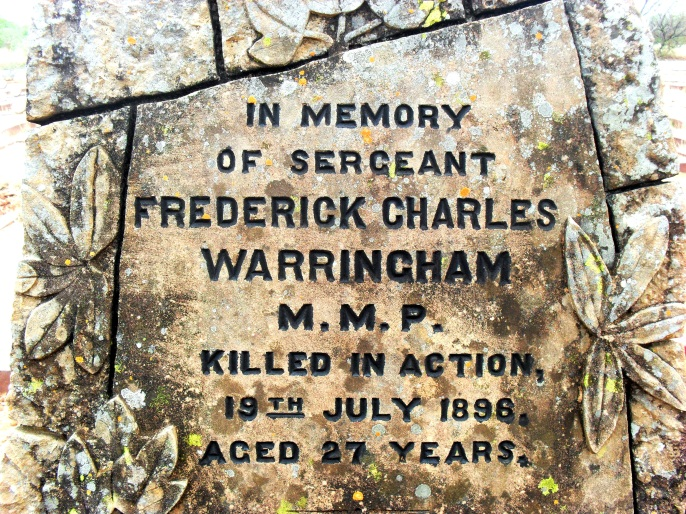 IN MEMORY
OF SERGEANT
FREDERICK CHARLES
WARRINGHAM
M.M.P.
KILLED IN ACTION,
19TH JULY 1896,
AGED 27 YEARS.